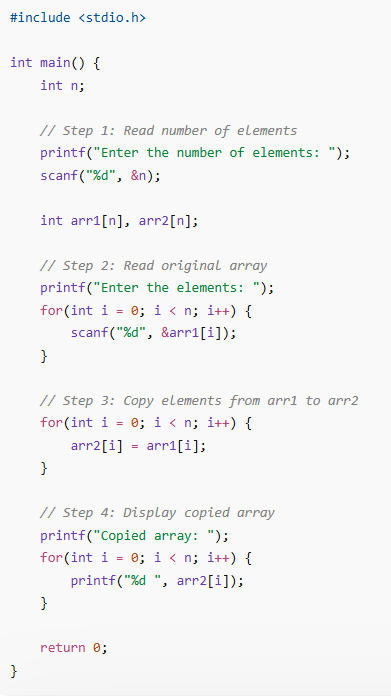 #include <stdio.h>
int main() {
    int n;
    // Step 1: Read number of elements
    printf("Enter the number of elements: ");
    scanf("%d", &n);
    int arr1[n], arr2[n];
    // Step 2: Read original array
    printf("Enter the elements: ");
    for(int i = 0; i < n; i++) {
        scanf("%d", &arr1[i]);
    }
    // Step 3: Copy elements from arr1 to arr2
    for(int i = 0; i < n; i++) {
        arr2[i] = arr1[i];
    }
    // Step 4: Display copied array
    printf("Copied array: ");
    for(int i = 0; i < n; i++) {
        printf("%d ", arr2[i]);
    }
    return 0;
}